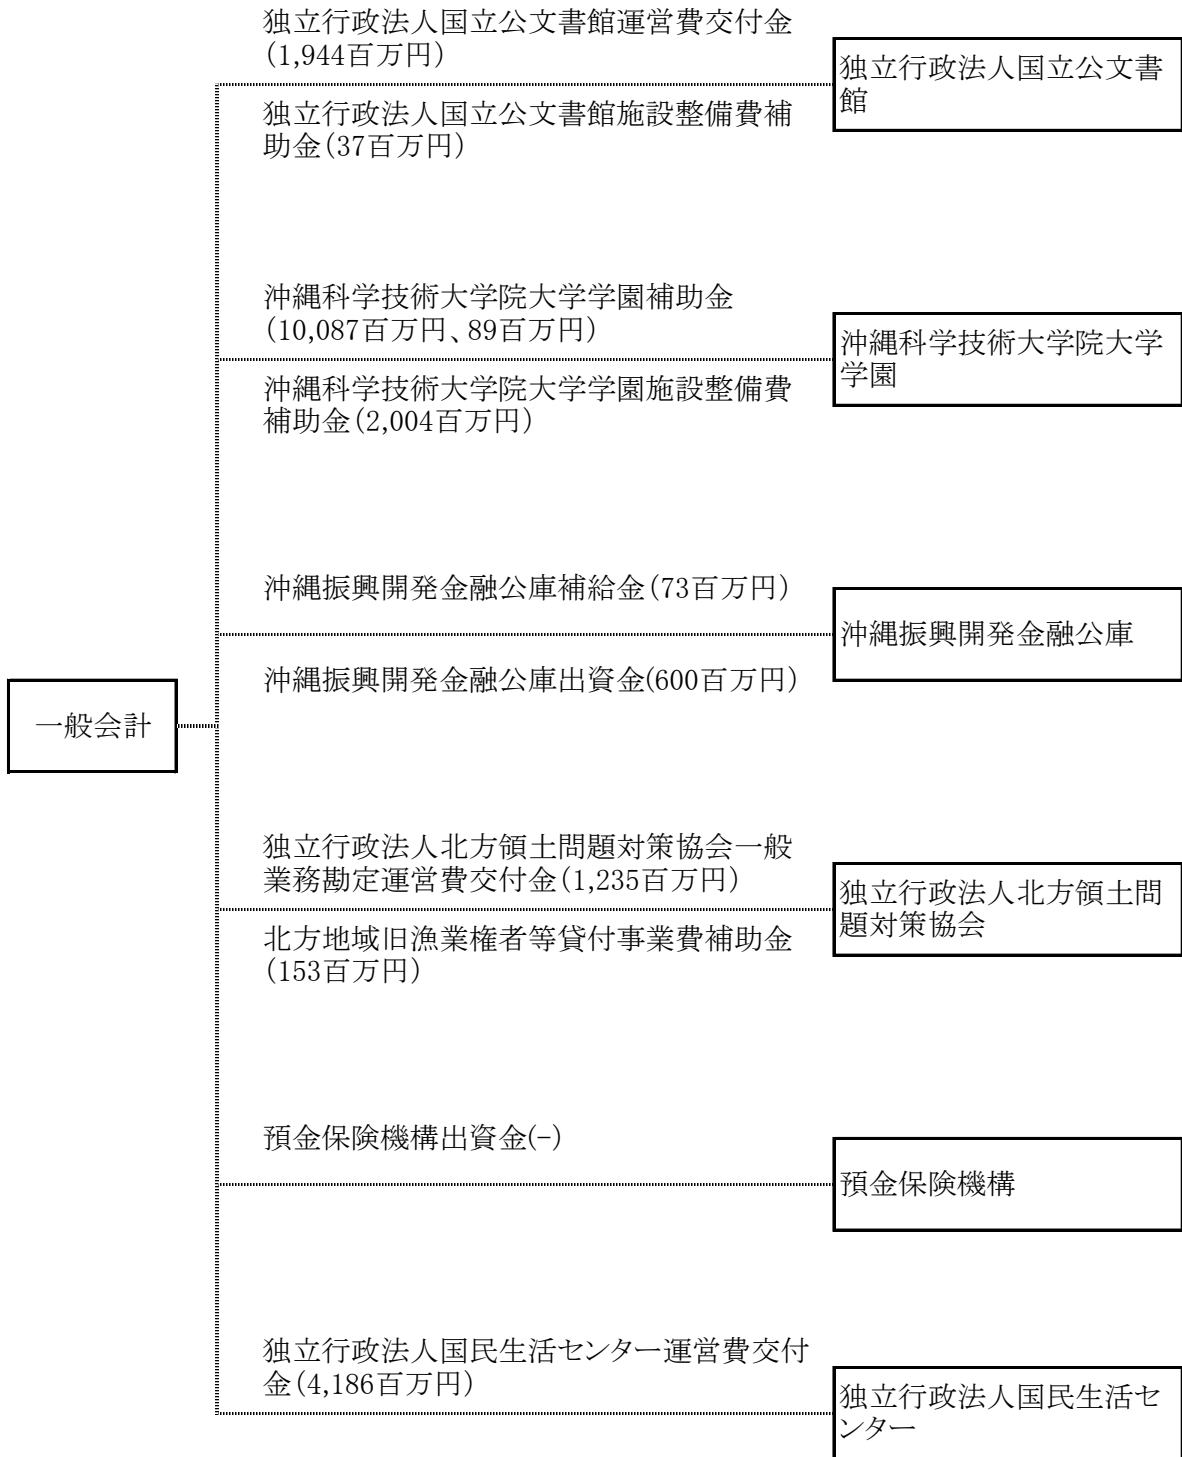 独立行政法人国立公文書館運営費交付金
(1,944百万円)
独立行政法人国立公文書
館
独立行政法人国立公文書館施設整備費補
助金(37百万円)
沖縄科学技術大学院大学学園補助金
(10,087百万円、89百万円)
沖縄科学技術大学院大学
学園
沖縄科学技術大学院大学学園施設整備費
補助金(2,004百万円)
沖縄振興開発金融公庫補給金(73百万円)
沖縄振興開発金融公庫
沖縄振興開発金融公庫出資金(600百万円)
一般会計
独立行政法人北方領土問題対策協会一般
業務勘定運営費交付金(1,235百万円)
独立行政法人北方領土問
題対策協会
北方地域旧漁業権者等貸付事業費補助金
(153百万円)
預金保険機構出資金(-)
預金保険機構
独立行政法人国民生活センター運営費交付
金(4,186百万円)
独立行政法人国民生活セ
ンター